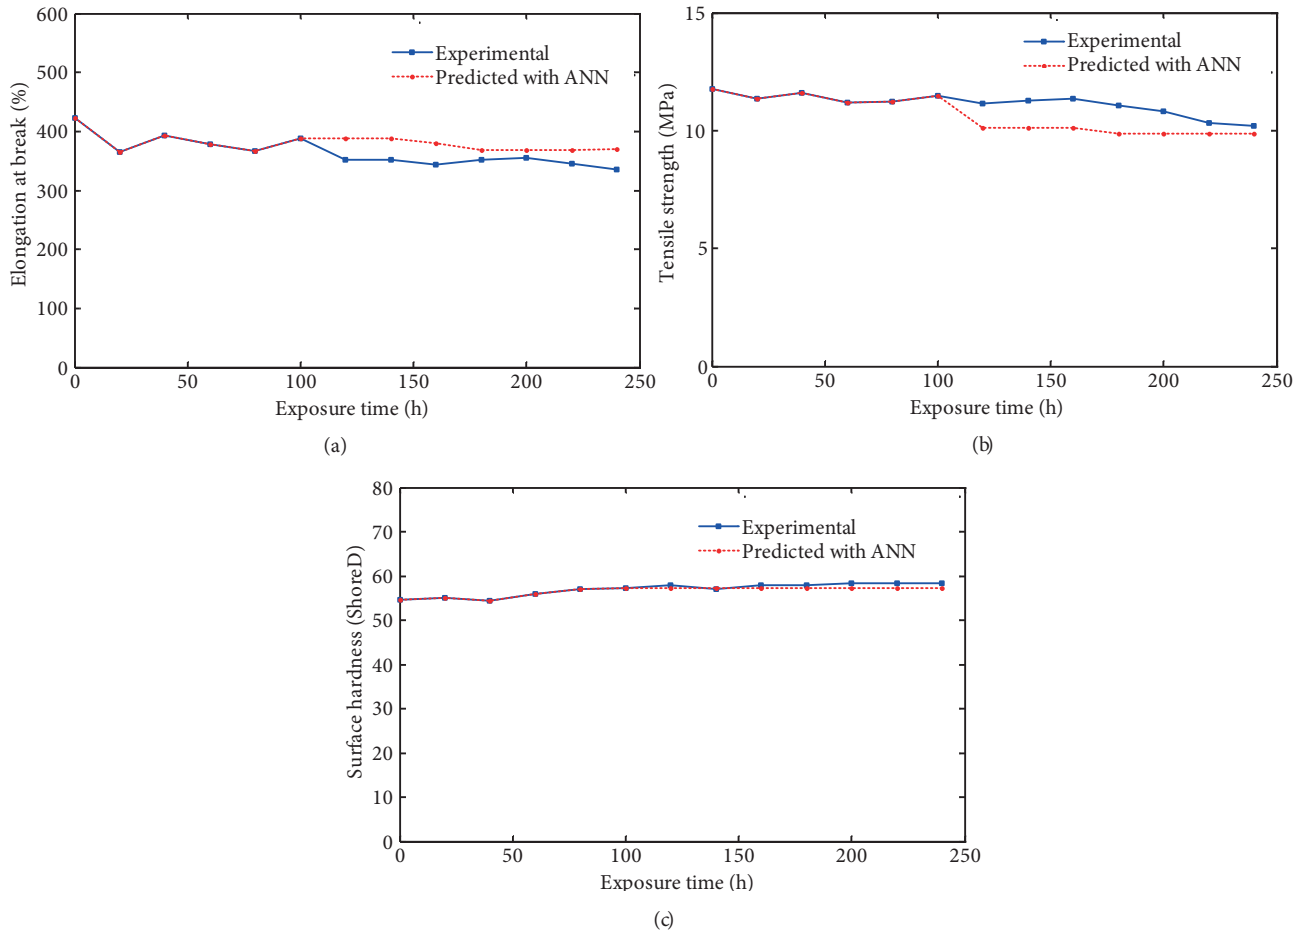 600
500
400
300
200
100
0
Elongation at break (%)
Experimental
Predicted with ANN
0 50 100 150 200 250
Exposure time (h)
(a)
15
10
5
0
Tensile strength (MPa)
Experimental
Predicted with ANN
0 50 100 150 200 250
Exposure time (h)
(b)
80
70
60
50
40
30
20
10
0
Surface hardness (ShoreD)
Experimental
Predicted with ANN
0 50 100 150 200 250
Exposure time (h)
(c)